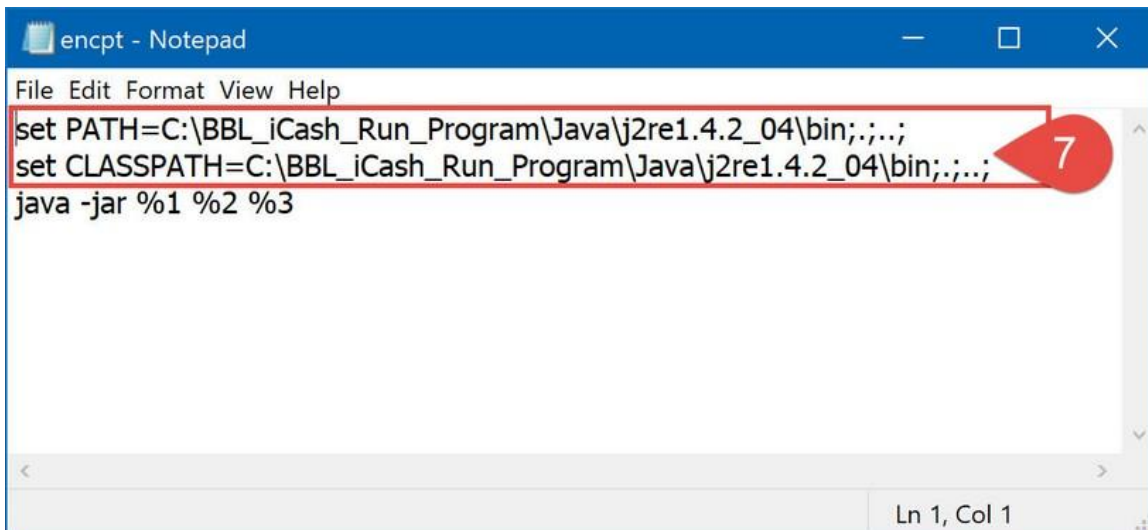 encpt - Notepad
File Edit Format View Help
set PATH=C:\BBL_iCash_Run_Program\Java\j2re1.4.2_04\bin;.;..;
set CLASSPATH=C:\BBL_iCash_Run_Program\Java\j2re1.4.2_04\bin;.;..;
7
java -jar %1 %2 %3
Ln 1, Col 1